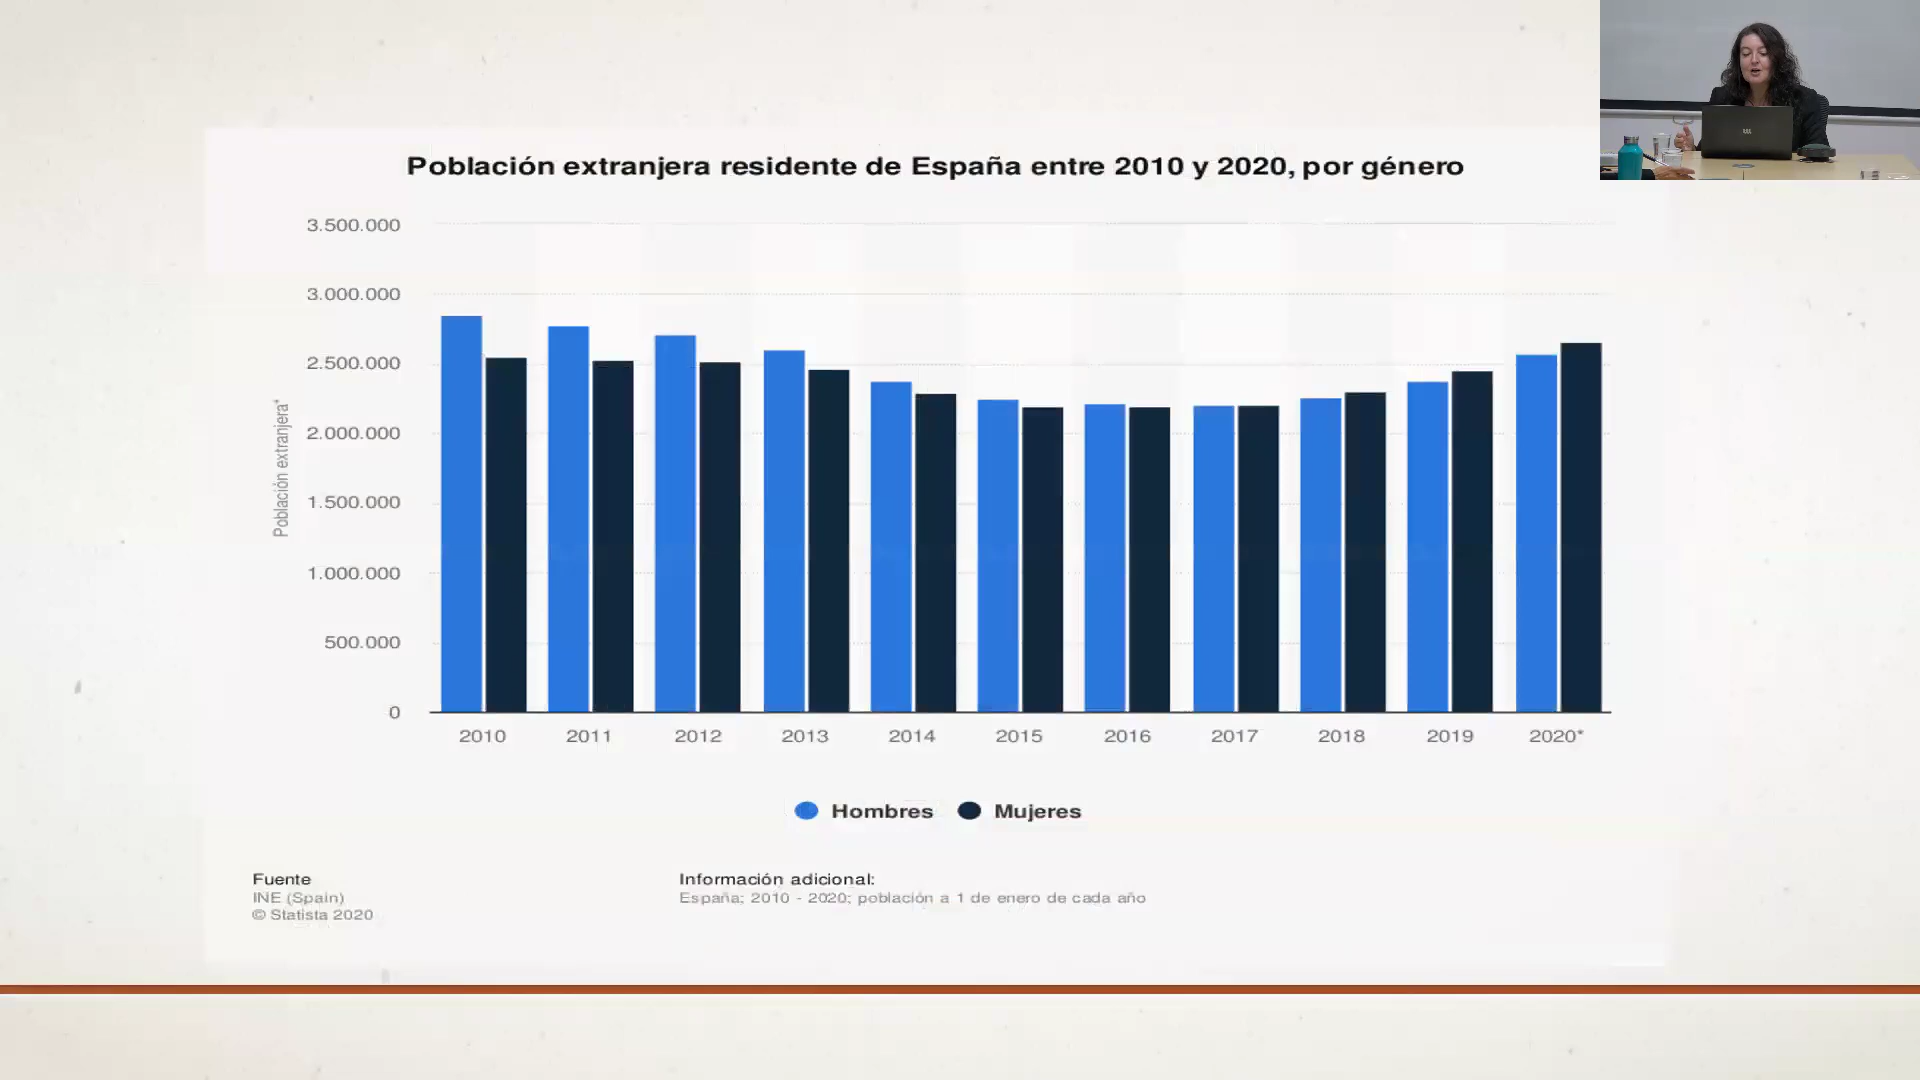 Población extranjera residente de España entre 2010 y 2020, por género
3.500.000
3.000.000
2.500.000
2.000.000
1.500.000
1.000.000
500.000
0
Población extranjera*
2010 2011 2012 2013 2014 2015 2016 2017 2018 2019 2020*
Hombres Mujeres
Fuente
INE (Spain)
© Statista 2020
Información adicional:
España; 2010 - 2020; población a 1 de enero de cada año